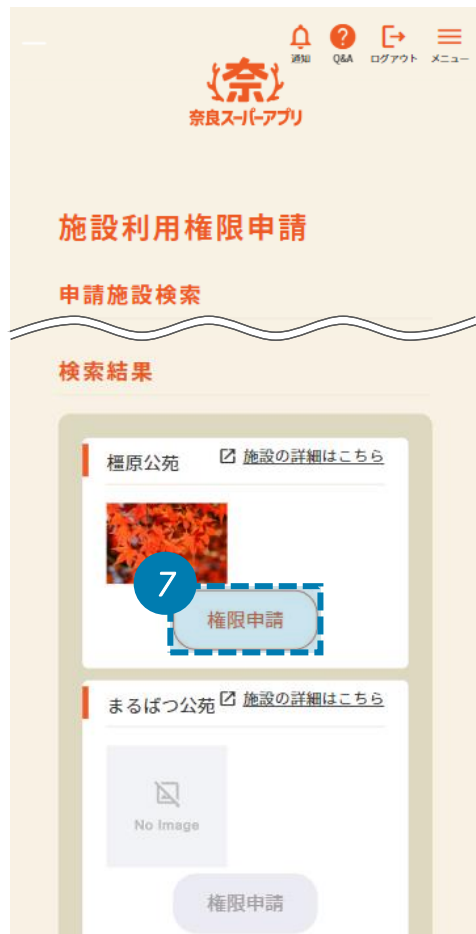 通知 Q&A ログアウト メニュー
奈
奈良スーパーアプリ
施設利用権限申請
申請施設検索
検索結果
橿原公苑 施設の詳細はこちら
7
権限申請
まるばつ公苑 施設の詳細はこちら
No Image
権限申請